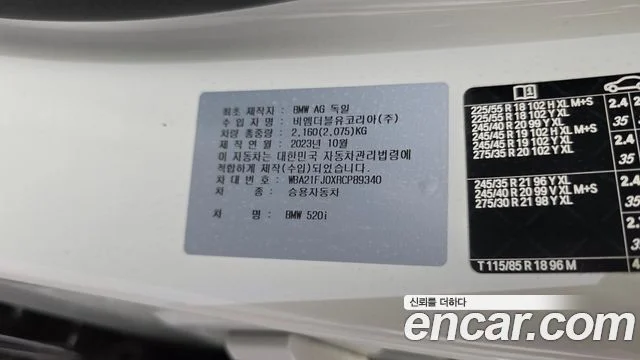 최초 제작자 : BMW AG 독일
수 입 자 명 : 비엠더블유코리아(주)
차량 총중량 : 2,160(2,075)KG
제 작 년 월 : 2023년 10월
이 자동차는 대한민국 자동차관리법령에
적합하게 제작(수입)되었습니다
차 대 번 호 : WBA21FJ0XRCP89340
차 종 : 승용자동차
차 명 : BMW 520i
225/55 R 18 102 H XL M+S
225/55 R 18 102 Y XL
245/40 R 20 99 Y XL
245/45 R 19 102 H XL M+S
245/45 R 19 102 Y XL
275/35 R 20 102 Y XL
2.4
35
2.4
35
245/35 R 21 96 Y XL
245/40 R 20 99 V XL M+S
275/30 R 21 98 Y XL
2.4
35
T 115/85 R 18 96 M
신뢰를 더하다
encar.com